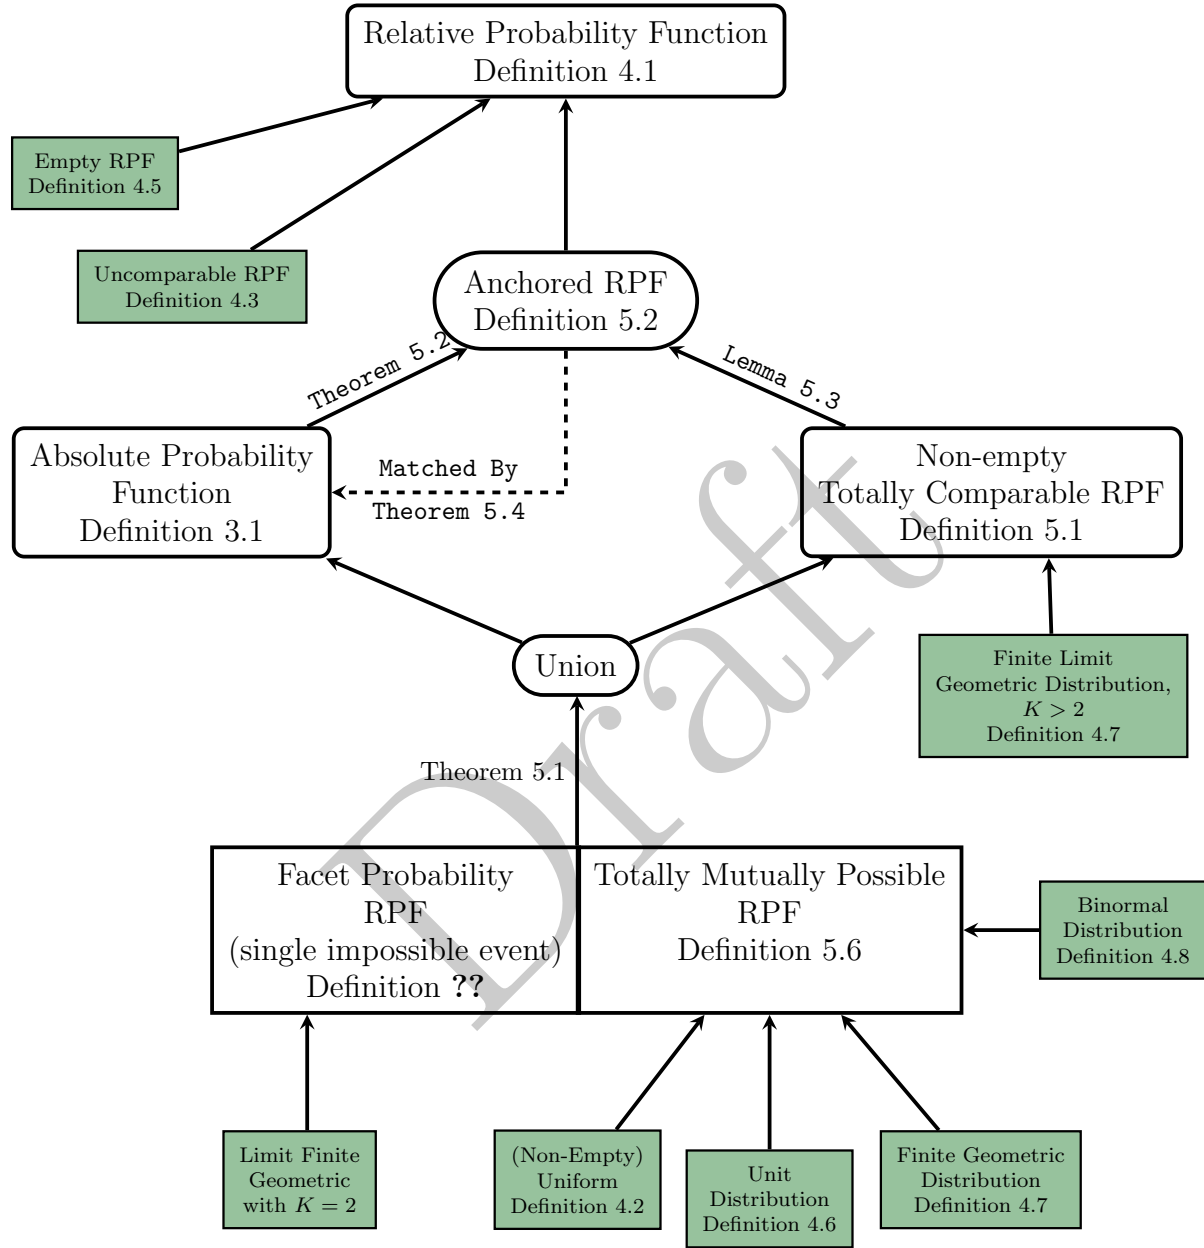 Relative Probability Function
Definition 4.1
Empty RPF
Definition 4.5
Uncomparable RPF
Definition 4.3
Anchored RPF
Definition 5.2
Theorem 5.2
Lemma 5.3
Absolute Probability
Function
Definition 3.1
Matched By
Theorem 5.4
Non-empty
Totally Comparable RPF
Definition 5.1
Union
Finite Limit
Geometric Distribution,
K > 2
Definition 4.7
Theorem 5.1
Draft
Facet Probability
RPF
(single impossible event)
Definition ??
Totally Mutually Possible
RPF
Definition 5.6
Binormal
Distribution
Definition 4.8
Limit Finite
Geometric
with K = 2
(Non-Empty)
Uniform
Definition 4.2
Unit
Distribution
Definition 4.6
Finite Geometric
Distribution
Definition 4.7